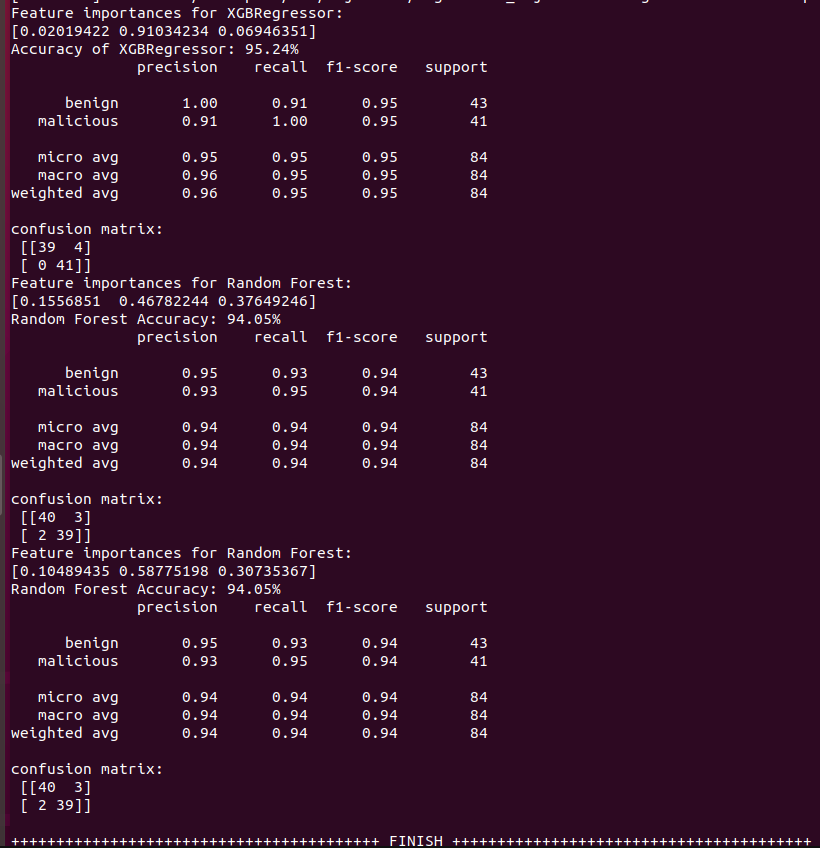 Feature importances for XGBRegressor:
[0.02019422 0.91034234 0.06946351]
Accuracy of XGBRegressor: 95.24%
              precision    recall  f1-score   support

      benign       1.00      0.91      0.95        43
   malicious       0.91      1.00      0.95        41

   micro avg       0.95      0.95      0.95        84
   macro avg       0.96      0.95      0.95        84
weighted avg       0.96      0.95      0.95        84

confusion matrix:
 [[39  4]
 [ 0 41]]
Feature importances for Random Forest:
[0.1556851  0.46782244 0.37649246]
Random Forest Accuracy: 94.05%
              precision    recall  f1-score   support

      benign       0.95      0.93      0.94        43
   malicious       0.93      0.95      0.94        41

   micro avg       0.94      0.94      0.94        84
   macro avg       0.94      0.94      0.94        84
weighted avg       0.94      0.94      0.94        84

confusion matrix:
 [[40  3]
 [ 2 39]]
Feature importances for Random Forest:
[0.10489435 0.58775198 0.30735367]
Random Forest Accuracy: 94.05%
              precision    recall  f1-score   support

      benign       0.95      0.93      0.94        43
   malicious       0.93      0.95      0.94        41

   micro avg       0.94      0.94      0.94        84
   macro avg       0.94      0.94      0.94        84
weighted avg       0.94      0.94      0.94        84

confusion matrix:
 [[40  3]
 [ 2 39]]

++++++++++++++++++++++++++++++++++++++++++++ FINISH ++++++++++++++++++++++++++++++++++++++++